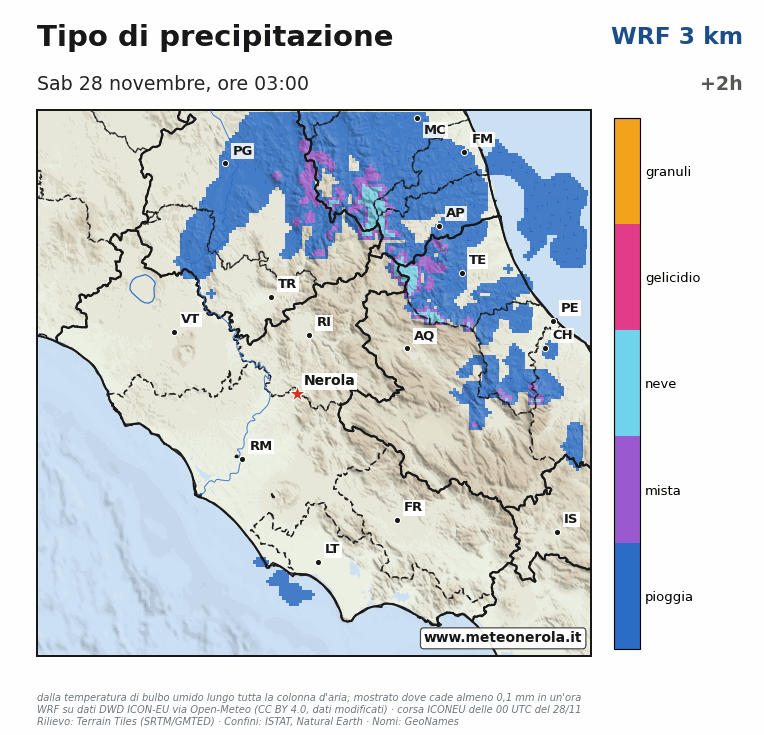 Tipo di precipitazione
WRF 3 km
Sab 28 novembre, ore 03:00
+2h
MC
FM
PG
AP
TE
TR
PE
VT
RI
AQ
CH
Nerola
RM
FR
IS
LT
www.meteonerola.it
granuli
gelicidio
neve
mista
pioggia
dalla temperatura di bulbo umido lungo tutta la colonna d'aria; mostrato dove cade almeno 0,1 mm in un'ora
WRF su dati DWD ICON-EU via Open-Meteo (CC BY 4.0, dati modificati) · corsa ICONEU delle 00 UTC del 28/11
Rilievo: Terrain Tiles (SRTM/GMTED) · Confini: ISTAT, Natural Earth · Nomi: GeoNames